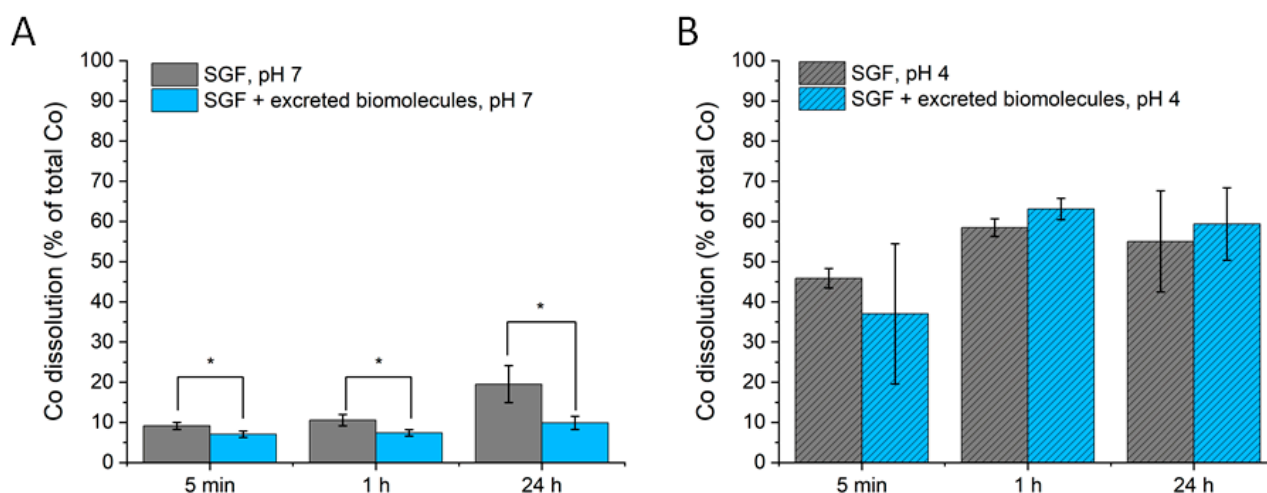 A
Co dissolution (% of total Co)
100
90
80
70
60
50
40
30
20
10
0
SGF, pH 7
SGF + excreted biomolecules, pH 7
*
*
*
5 min
1 h
24 h
B
Co dissolution (% of total Co)
100
90
80
70
60
50
40
30
20
10
0
SGF, pH 4
SGF + excreted biomolecules, pH 4
5 min
1 h
24 h